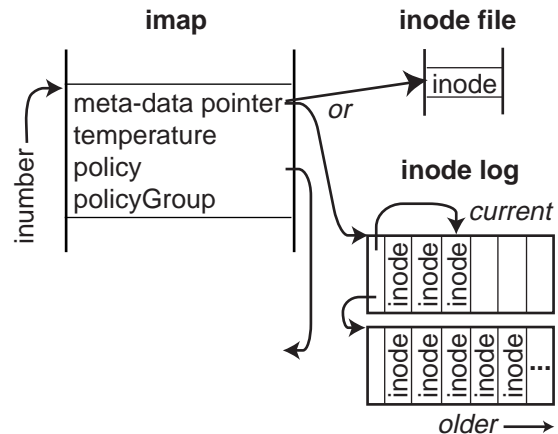 imap
inumber
meta-data pointer
temperature
policy
policyGroup
or
inode file
inode
inode log
current
inode
inode
inode
inode
inode
inode
inode
inode
...
older